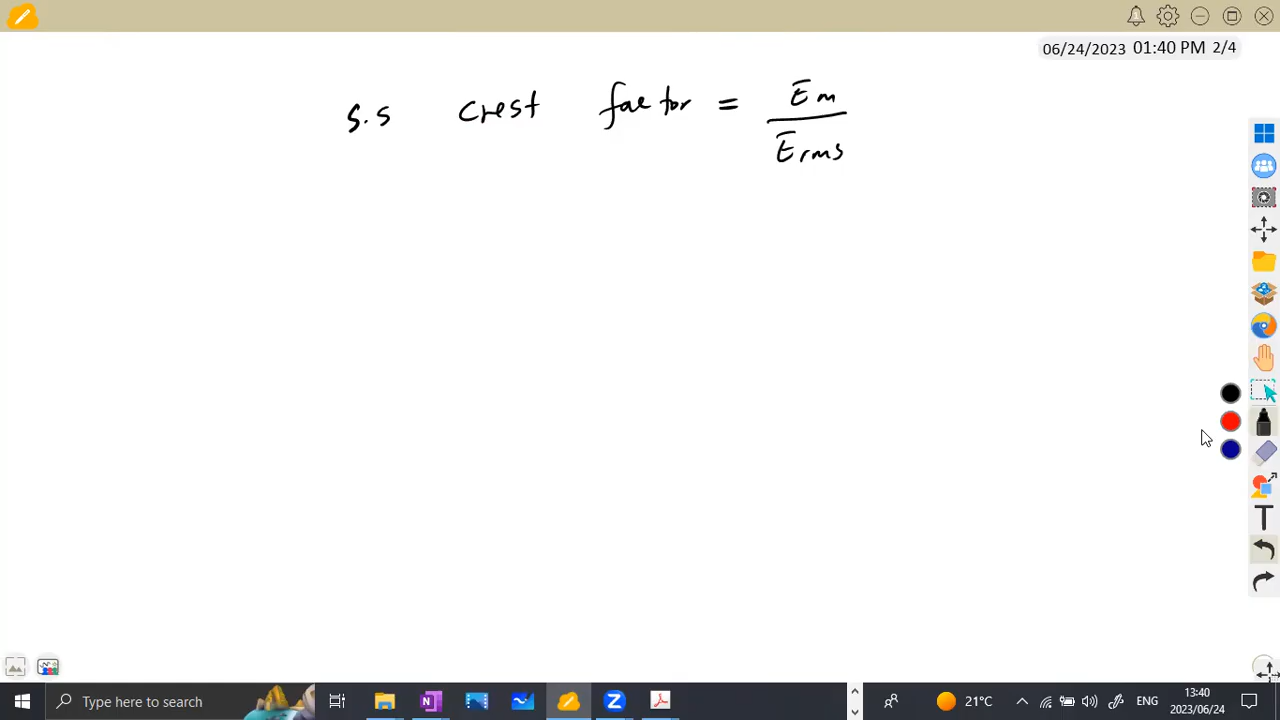 06/24/2023 01:40 PM 2/4
5.5 crest factor = Em / Erms
T
Type here to search
N
Z
21°C
ENG
13:40
2023/06/24